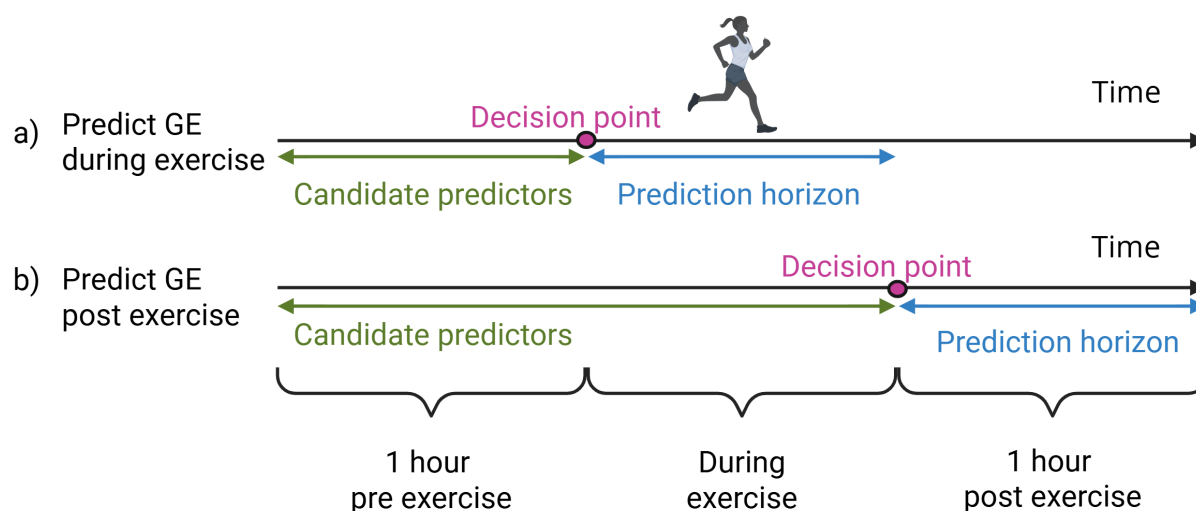 Time
Decision point
a) Predict GE
during exercise
Candidate predictors
Prediction horizon
Time
Decision point
b) Predict GE
post exercise
Candidate predictors
Prediction horizon
1 hour
pre exercise
During
exercise
1 hour
post exercise